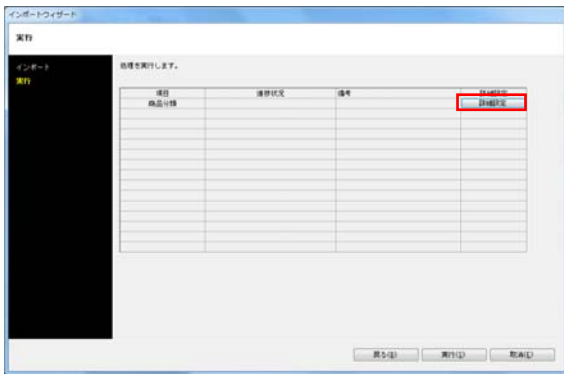 インポートウィザード
実行
インポート
実行
処理を実行します。
項目 進捗状況 備考 詳細設定
商品分類 詳細設定
戻る(B) 実行(E) 取消(C)